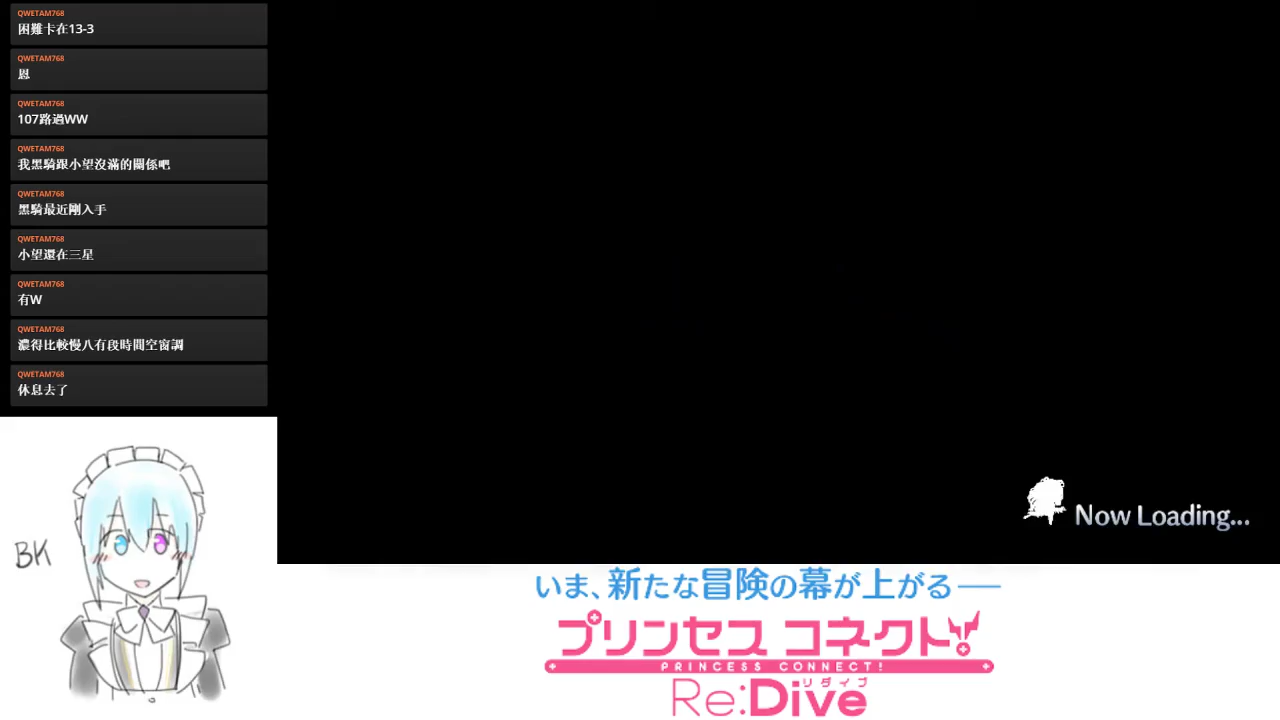 QWETAM768
困難卡在13-3
QWETAM768
恩
QWETAM768
107路過WW
QWETAM768
我黑騎跟小望沒滿的關係吧
QWETAM768
黑騎最近剛入手
QWETAM768
小望還在三星
QWETAM768
有W
QWETAM768
濃得比較慢八有段時間空窗調
QWETAM768
休息去了
BK
Now Loading...
いま、新たな冒険の幕が上がる──
プリンセス コネクト!
PRINCESS CONNECT!
リダイブ
Re:Dive